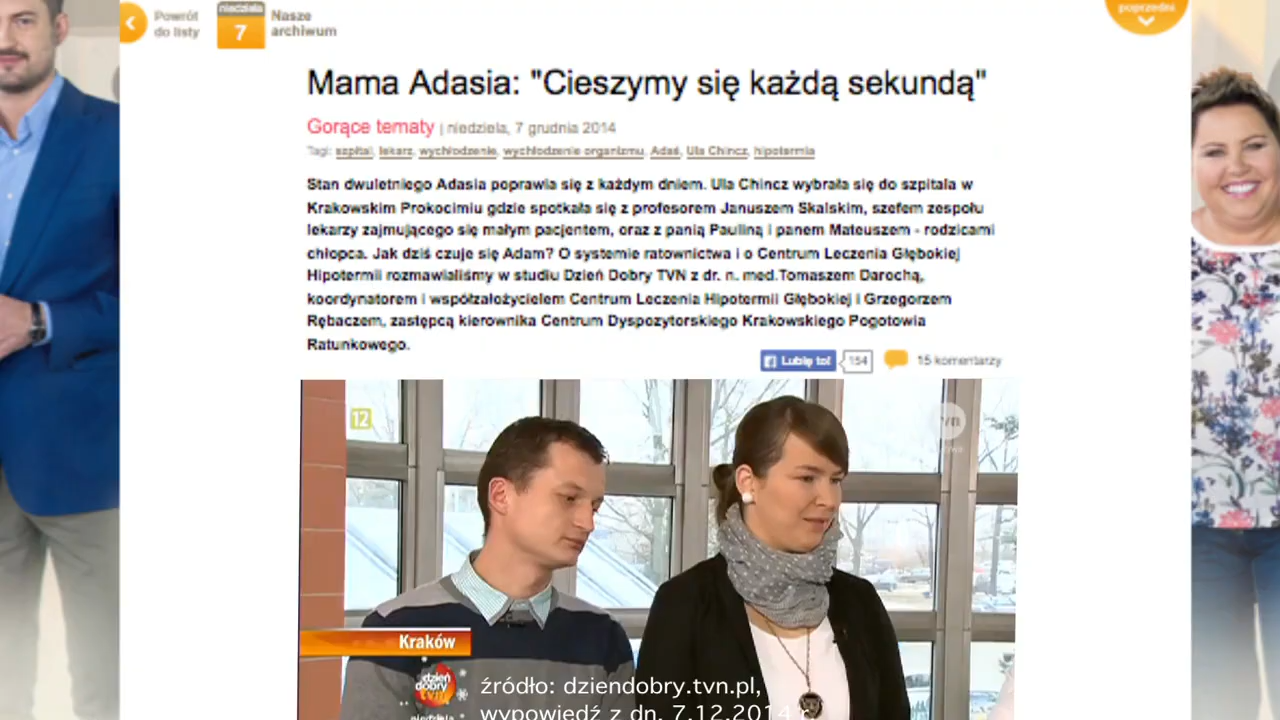 niedziela
Powrót
do listy
7
Nasze
archiwum
poprzedni
Mama Adasia: "Cieszymy się każdą sekundą"
Gorące tematy | niedziela, 7 grudnia 2014
Tagi: szpital, lekarz, wychłodzenie, wychłodzenie organizmu, Adaś, Ula Chincz, hipotermia
Stan dwuletniego Adasia poprawia się z każdym dniem. Ula Chincz wybrała się do szpitala w
Krakowskim Prokocimiu gdzie spotkała się z profesorem Januszem Skalskim, szefem zespołu
lekarzy zajmującego się małym pacjentem, oraz z panią Pauliną i panem Mateuszem - rodzicami
chłopca. Jak dziś czuje się Adam? O systemie ratownictwa i o Centrum Leczenia Głębokiej
Hipotermii rozmawialiśmy w studiu Dzień Dobry TVN z dr. n. med.Tomaszem Darochą,
koordynatorem i współzałożycielem Centrum Leczenia Hipotermii Głębokiej i Grzegorzem
Rębaczem, zastępcą kierownika Centrum Dyspozytorskiego Krakowskiego Pogotowia
Ratunkowego.
Lubię to! 154 15 komentarzy
12
tvn
Kraków
dzień
dobry
tvn
niedziela
źródło: dziendobry.tvn.pl,
wypowiedź z dn. 7.12.2014 r.